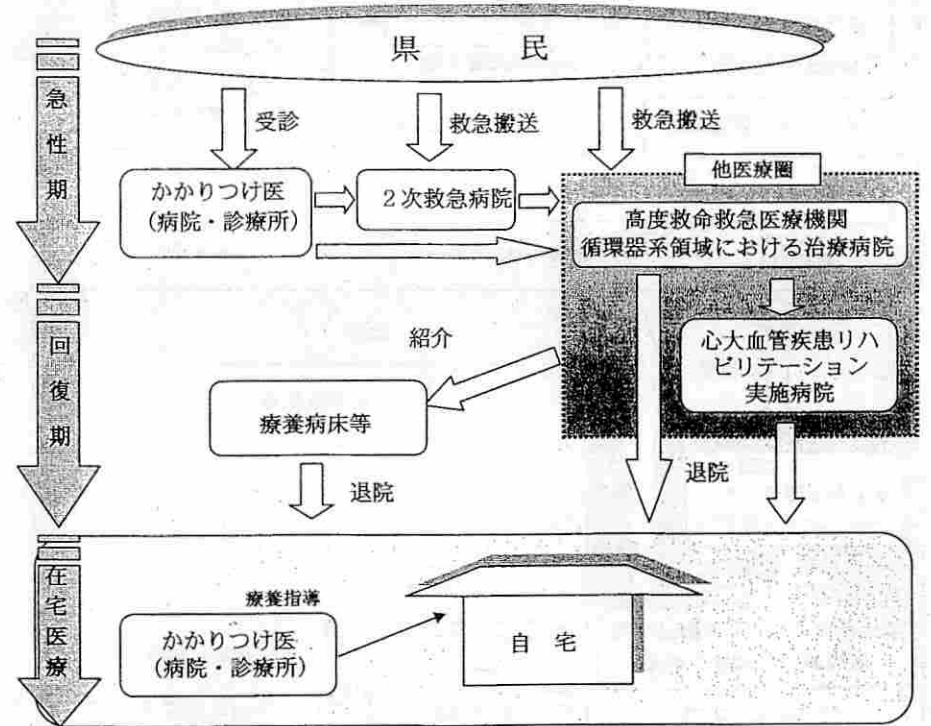 県　　民
急性期
受診
救急搬送
救急搬送
他医療圏
かかりつけ医
（病院・診療所）
２次救急病院
高度救命救急医療機関
循環器系領域における治療病院
回復期
紹介
心大血管疾患リハ
ビリテーション
実施病院
療養病床等
退院
退院
在宅医療
療養指導
かかりつけ医
（病院・診療所）
自　宅